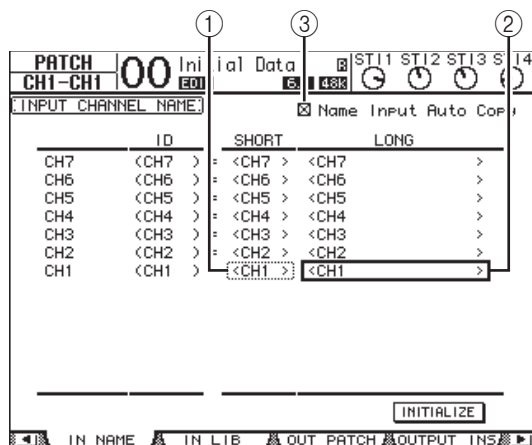 ① ③ ②
PATCH
CH1-CH1
00
Initial Data
EDIT
48K
STI1 STI2 STI3 STI4
INPUT CHANNEL NAME
Name Input Auto Copy
ID SHORT LONG
CH7 (CH7 ) = <CH7 > <CH7 >
CH6 (CH6 ) = <CH6 > <CH6 >
CH5 (CH5 ) = <CH5 > <CH5 >
CH4 (CH4 ) = <CH4 > <CH4 >
CH3 (CH3 ) = <CH3 > <CH3 >
CH2 (CH2 ) = <CH2 > <CH2 >
CH1 (CH1 ) = <CH1 > <CH1 >
INITIALIZE
IN NAME IN LIB OUT PATCH OUTPUT INS